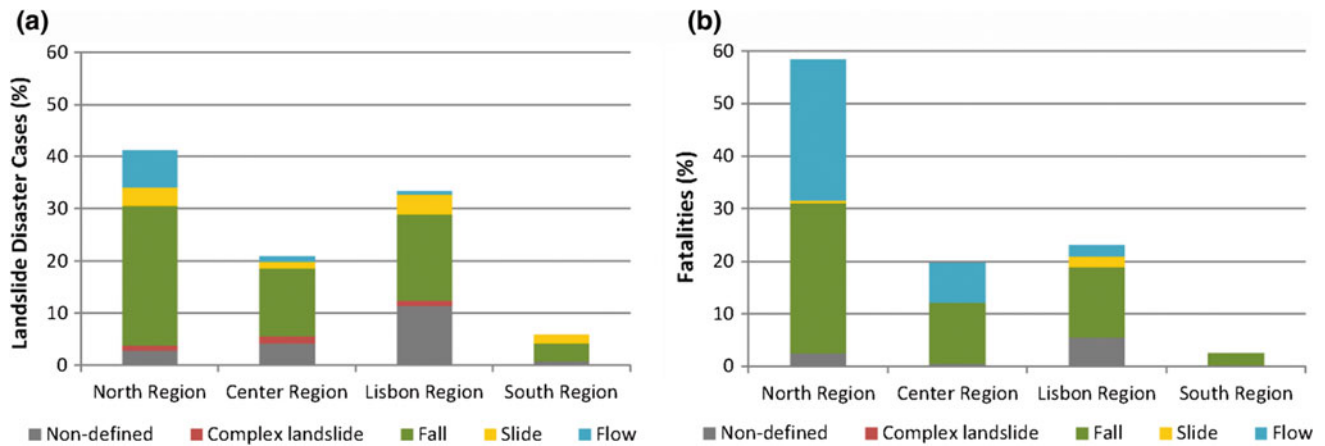 (a)
Landslide Disaster Cases (%)
60
50
40
30
20
10
0
North Region Center Region Lisbon Region South Region
Non-defined Complex landslide Fall Slide Flow
(b)
Fatalities (%)
60
50
40
30
20
10
0
North Region Center Region Lisbon Region South Region
Non-defined Complex landslide Fall Slide Flow